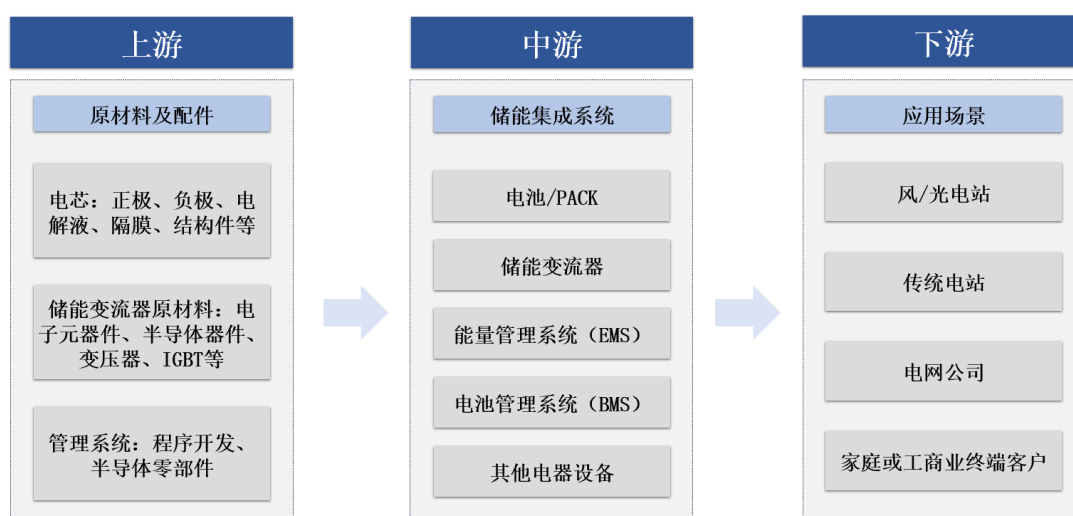 上游
原材料及配件
电芯：正极、负极、电
解液、隔膜、结构件等
储能变流器原材料：电
子元器件、半导体器件、
变压器、IGBT等
管理系统：程序开发、
半导体零部件
中游
储能集成系统
电池/PACK
储能变流器
能量管理系统（EMS）
电池管理系统（BMS）
其他电器设备
下游
应用场景
风/光电站
传统电站
电网公司
家庭或工商业终端客户